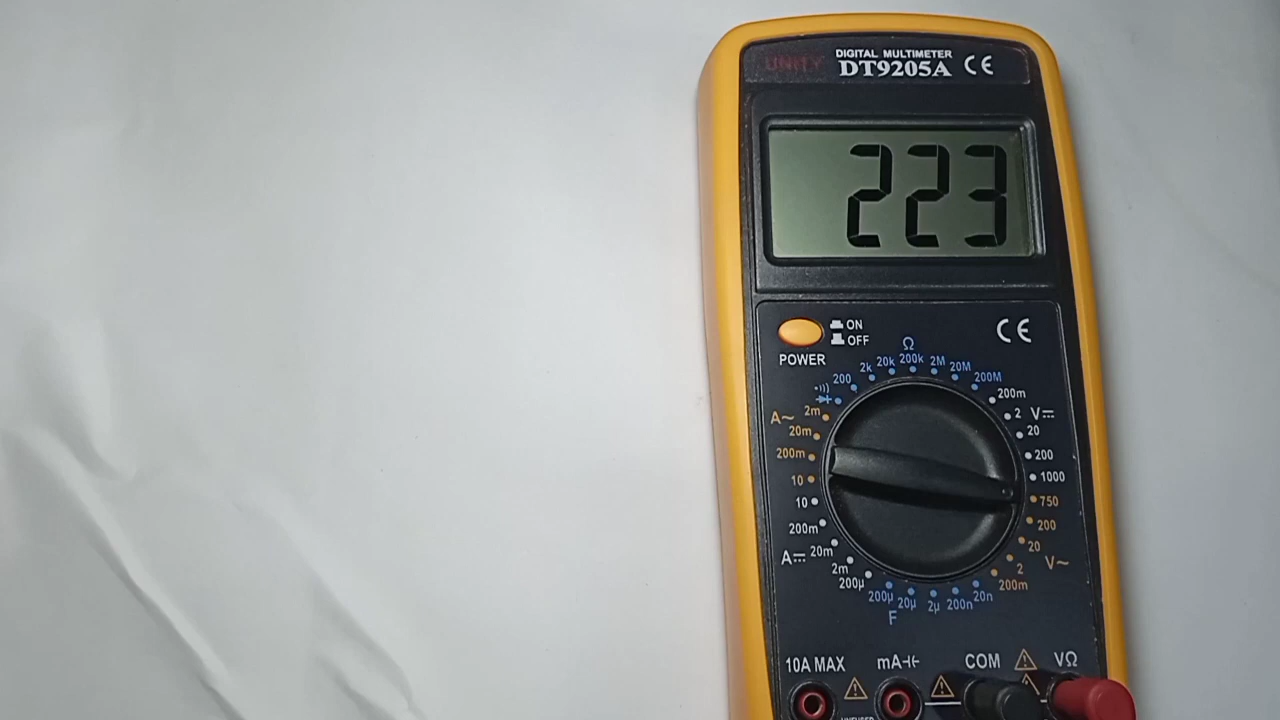 UNITY
DIGITAL MULTIMETER
DT9205A CE
223
ON
OFF
POWER
CE
Ω
200 2k 20k 200k 2M 20M 200M
A~ 2m
20m
200m
10
10
200m
A⎓ 20m
2m
200µ
200m
2 V⎓
20
200
1000
750
200
20
2 V~
200m
200µ 20µ 2µ 200n 20n
F
10A MAX mA COM VΩ
UNFUSED